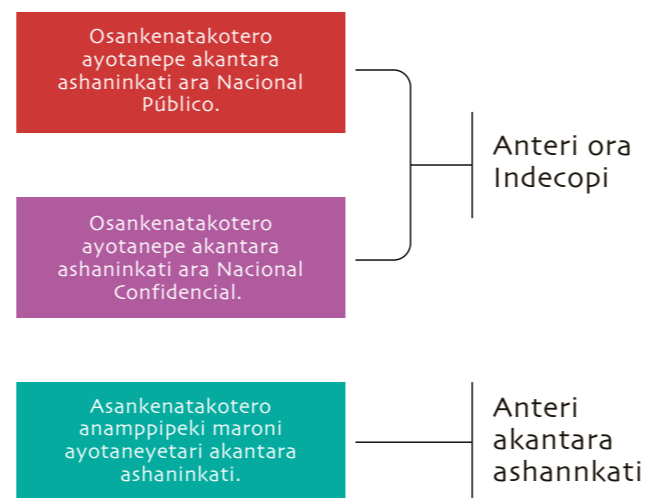 Osankenatakotero
ayotanepe akantara
ashaninkati ara Nacional
Público.
Anteri ora
Indecopi
Osankenatakotero
ayotanepe akantara
ashaninkati ara Nacional
Confidencial.
Asankenatakotero
anamppipeki maroni
ayotaneyetari akantara
ashaninkati.
Anteri
akantara
ashannkati